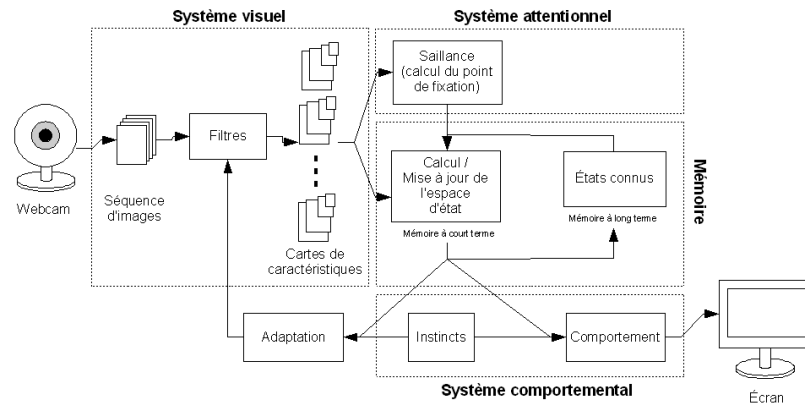 Système visuel
Système attentionnel
Saillance
(calcul du point
de fixation)
Filtres
Webcam
Séquence
d'images
Cartes de
caractéristiques
Calcul /
Mise à jour de
l'espace
d'état
Mémoire à court terme
États connus
Mémoire à long terme
Mémoire
Adaptation
Instincts
Comportement
Système comportemental
Écran